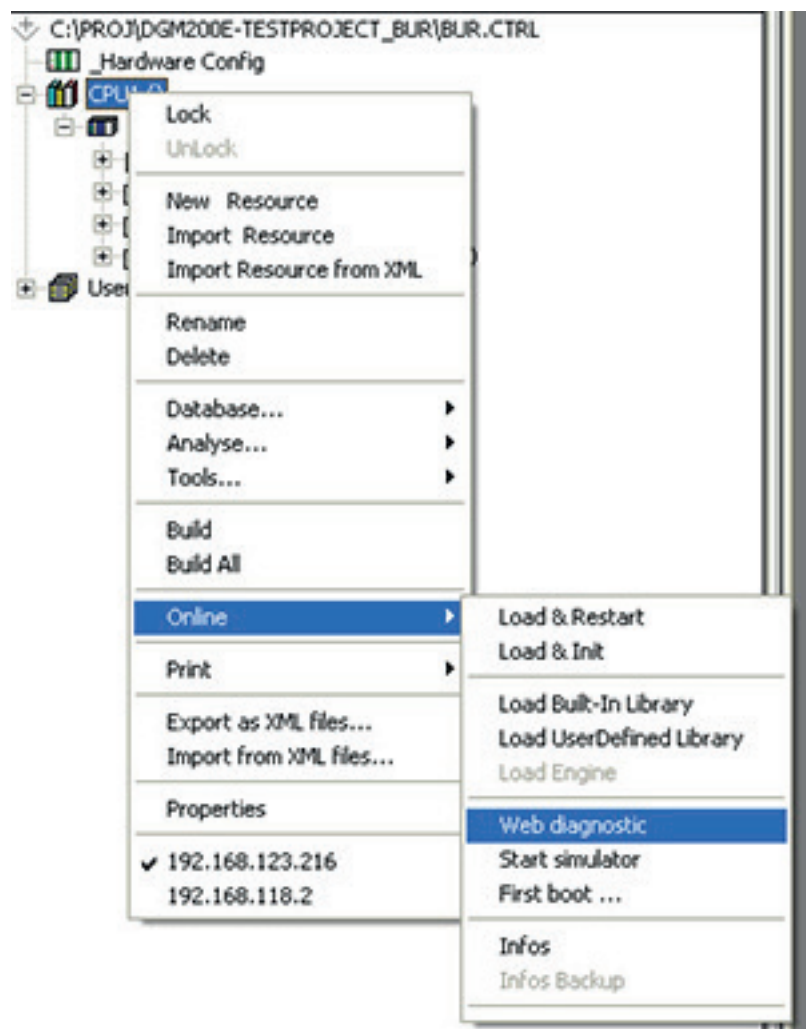 C:\PROJ\DGM200E-TESTPROJECT_BUR\BUR.CTRL
_Hardware Config
Lock
UnLock
New Resource
Import Resource
Import Resource from XML
Rename
Delete
Database...
Analyse...
Tools...
Build
Build All
Online
Print
Export as XML files...
Import from XML files...
Properties
192.168.123.216
192.168.118.2
Load & Restart
Load & Init
Load Built-In Library
Load UserDefined Library
Load Engine
Web diagnostic
Start simulator
First boot ...
Infos
Infos Backup